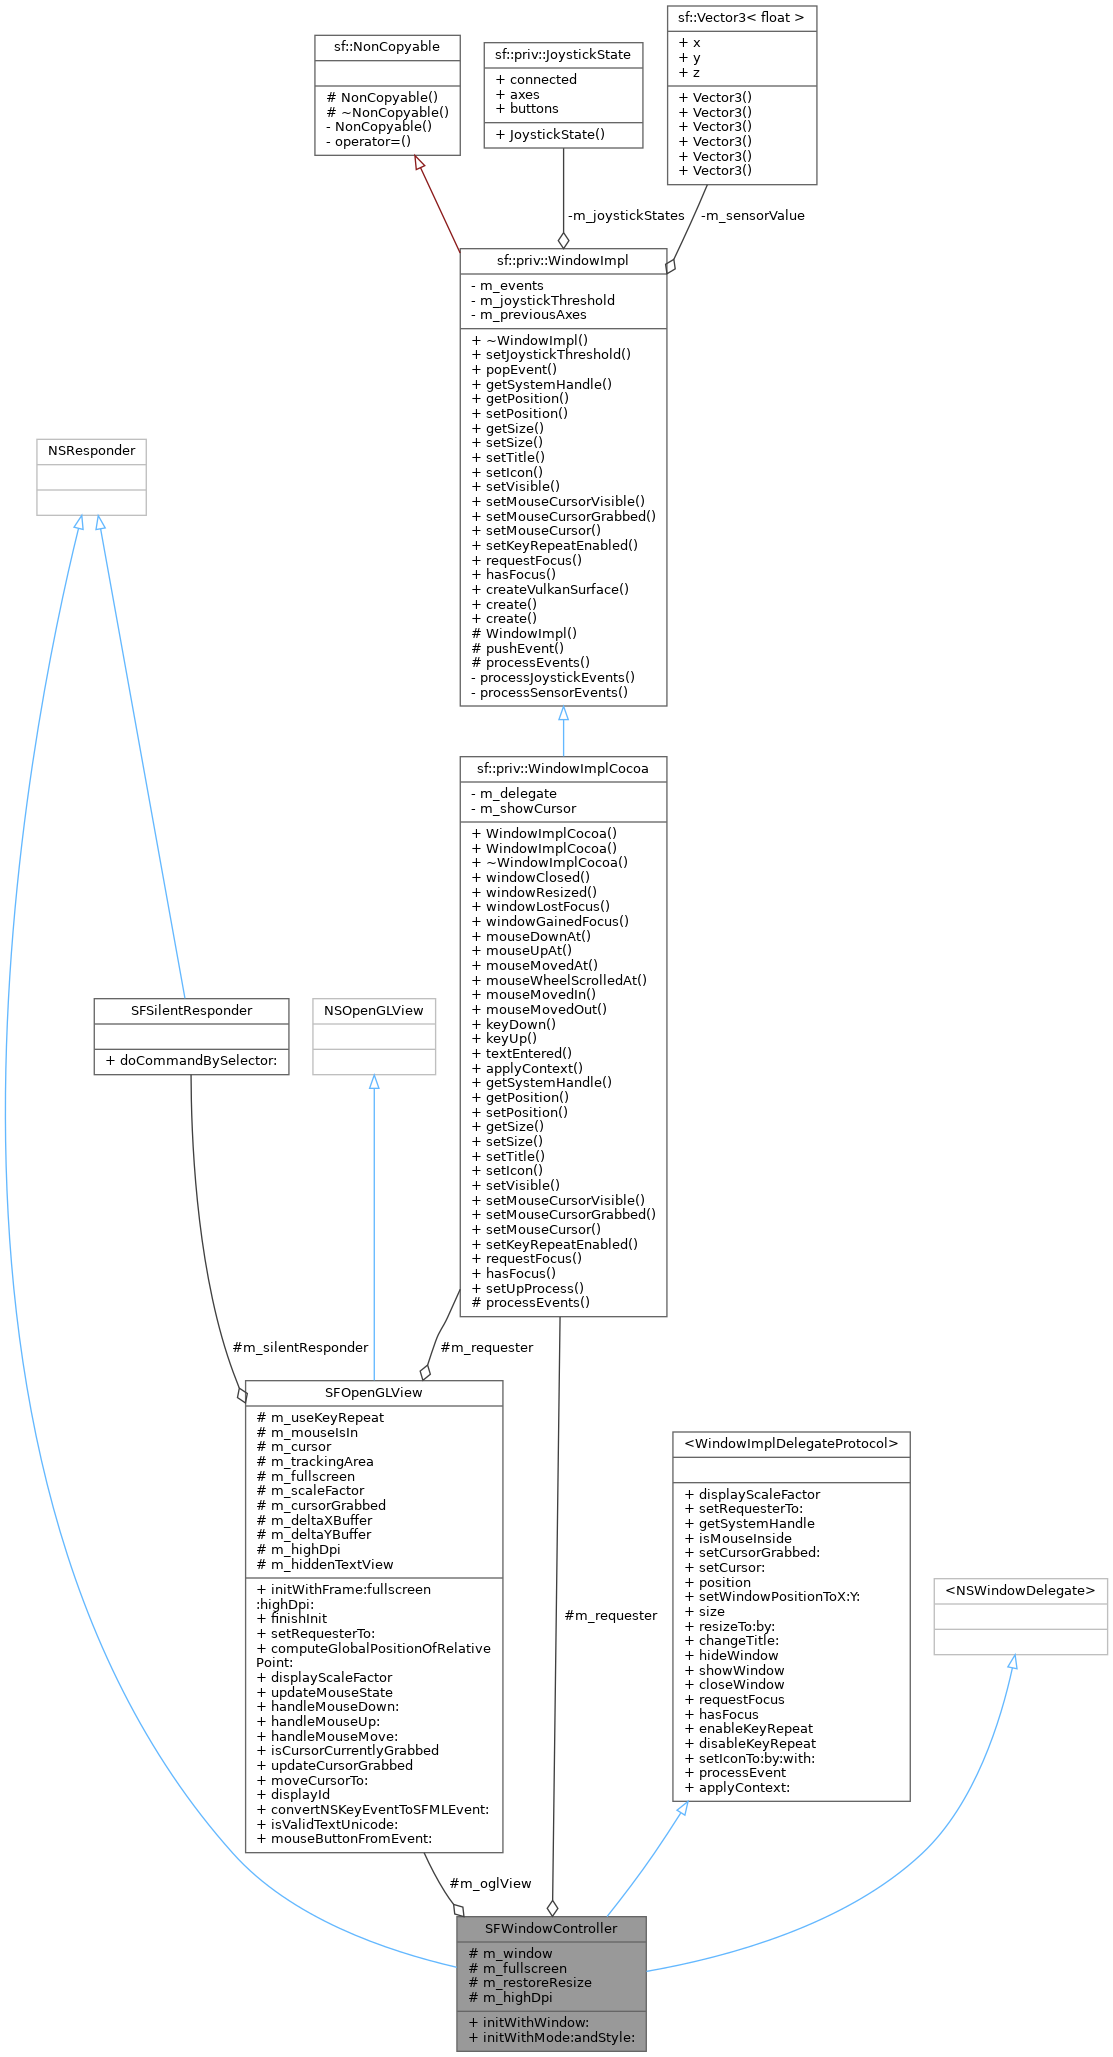 sf::NonCopyable
# NonCopyable()
# ~NonCopyable()
- NonCopyable()
- operator=()
sf::priv::JoystickState
+ connected
+ axes
+ buttons
+ JoystickState()
sf::Vector3< float >
+ x
+ y
+ z
+ Vector3()
+ Vector3()
+ Vector3()
+ Vector3()
+ Vector3()
+ Vector3()
-m_joystickStates
-m_sensorValue
sf::priv::WindowImpl
- m_events
- m_joystickThreshold
- m_previousAxes
+ ~WindowImpl()
+ setJoystickThreshold()
+ popEvent()
+ getSystemHandle()
+ getPosition()
+ setPosition()
+ getSize()
+ setSize()
+ setTitle()
+ setIcon()
+ setVisible()
+ setMouseCursorVisible()
+ setMouseCursorGrabbed()
+ setMouseCursor()
+ setKeyRepeatEnabled()
+ requestFocus()
+ hasFocus()
+ createVulkanSurface()
+ create()
+ create()
# WindowImpl()
# pushEvent()
# processEvents()
- processJoystickEvents()
- processSensorEvents()
NSResponder
sf::priv::WindowImplCocoa
- m_delegate
- m_showCursor
+ WindowImplCocoa()
+ WindowImplCocoa()
+ ~WindowImplCocoa()
+ windowClosed()
+ windowResized()
+ windowLostFocus()
+ windowGainedFocus()
+ mouseDownAt()
+ mouseUpAt()
+ mouseMovedAt()
+ mouseWheelScrolledAt()
+ mouseMovedIn()
+ mouseMovedOut()
+ keyDown()
+ keyUp()
+ textEntered()
+ applyContext()
+ getSystemHandle()
+ getPosition()
+ setPosition()
+ getSize()
+ setSize()
+ setTitle()
+ setIcon()
+ setVisible()
+ setMouseCursorVisible()
+ setMouseCursorGrabbed()
+ setMouseCursor()
+ setKeyRepeatEnabled()
+ requestFocus()
+ hasFocus()
+ setUpProcess()
# processEvents()
SFSilentResponder
+ doCommandBySelector:
NSOpenGLView
#m_silentResponder
#m_requester
SFOpenGLView
# m_useKeyRepeat
# m_mouseIsIn
# m_cursor
# m_trackingArea
# m_fullscreen
# m_scaleFactor
# m_cursorGrabbed
# m_deltaXBuffer
# m_deltaYBuffer
# m_highDpi
# m_hiddenTextView
+ initWithFrame:fullscreen
:highDpi:
+ finishInit
+ setRequesterTo:
+ computeGlobalPositionOfRelative
Point:
+ displayScaleFactor
+ updateMouseState
+ handleMouseDown:
+ handleMouseUp:
+ handleMouseMove:
+ isCursorCurrentlyGrabbed
+ updateCursorGrabbed
+ moveCursorTo:
+ displayId
+ convertNSKeyEventToSFMLEvent:
+ isValidTextUnicode:
+ mouseButtonFromEvent:
#m_requester
<WindowImplDelegateProtocol>
+ displayScaleFactor
+ setRequesterTo:
+ getSystemHandle
+ isMouseInside
+ setCursorGrabbed:
+ setCursor:
+ position
+ setWindowPositionToX:Y:
+ size
+ resizeTo:by:
+ changeTitle:
+ hideWindow
+ showWindow
+ closeWindow
+ requestFocus
+ hasFocus
+ enableKeyRepeat
+ disableKeyRepeat
+ setIconTo:by:with:
+ processEvent
+ applyContext:
<NSWindowDelegate>
#m_oglView
SFWindowController
# m_window
# m_fullscreen
# m_restoreResize
# m_highDpi
+ initWithWindow:
+ initWithMode:andStyle: